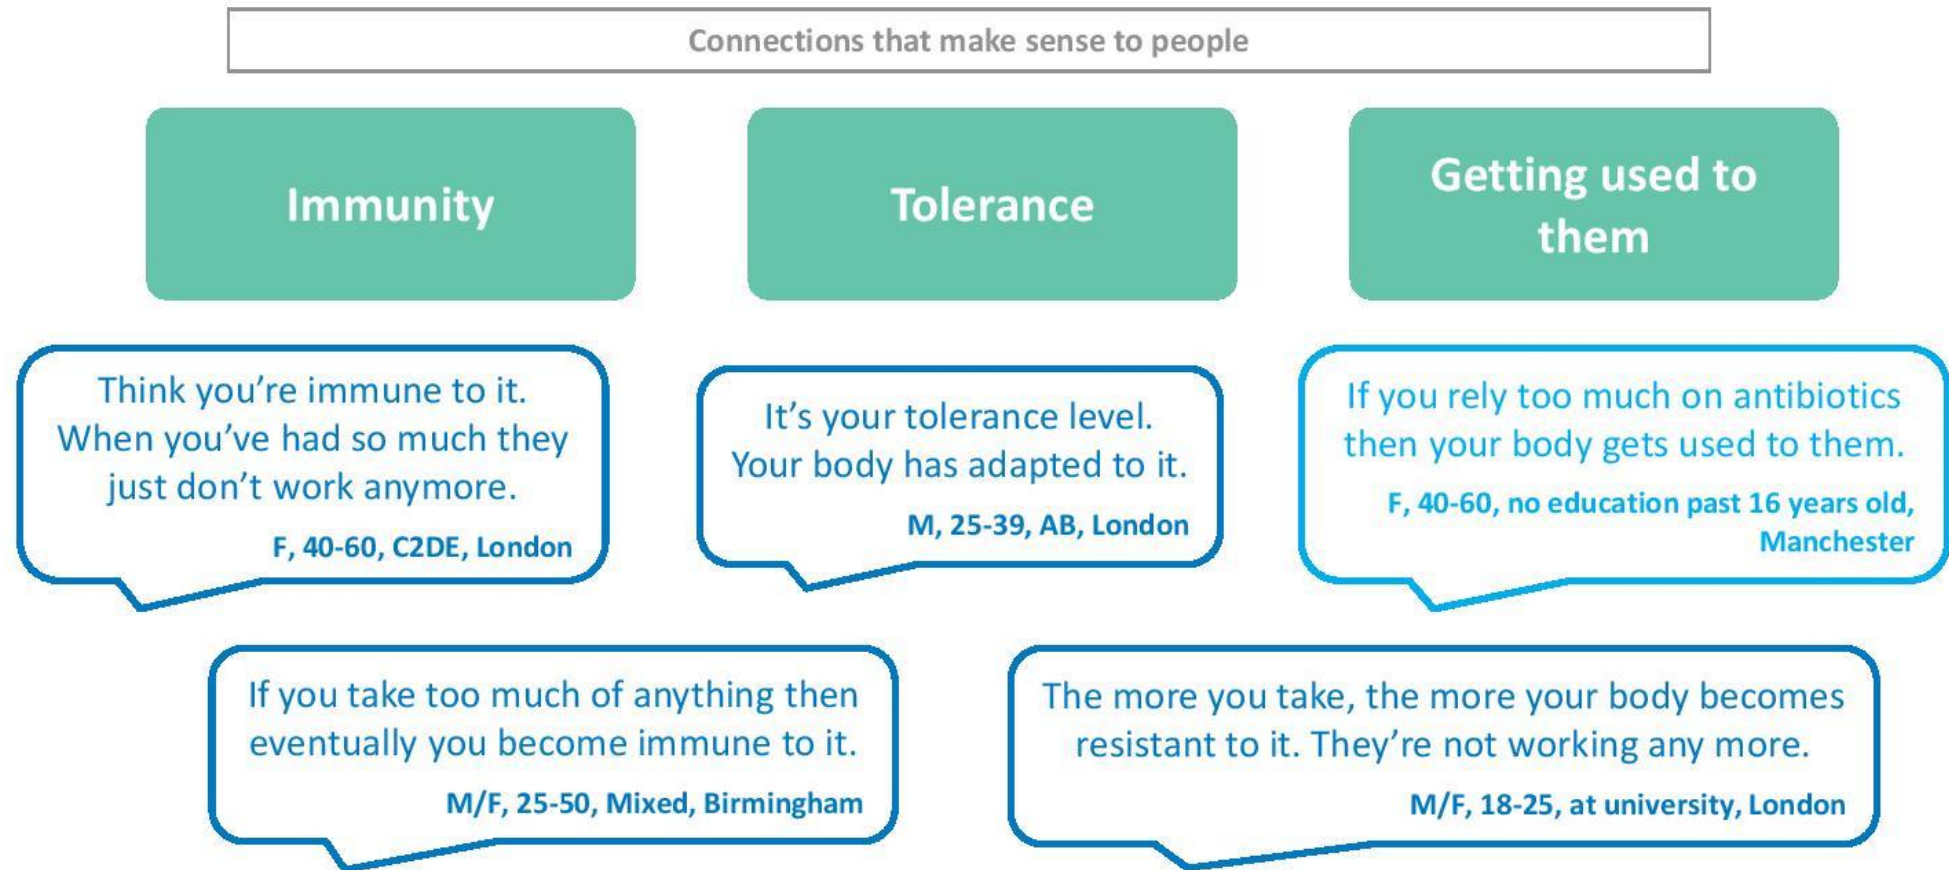 Connections that make sense to people
Immunity
Tolerance
Getting used to
them
Think you’re immune to it.
When you’ve had so much they
just don’t work anymore.
F, 40-60, C2DE, London
It’s your tolerance level.
Your body has adapted to it.
M, 25-39, AB, London
If you rely too much on antibiotics
then your body gets used to them.
F, 40-60, no education past 16 years old,
Manchester
If you take too much of anything then
eventually you become immune to it.
M/F, 25-50, Mixed, Birmingham
The more you take, the more your body becomes
resistant to it. They’re not working any more.
M/F, 18-25, at university, London